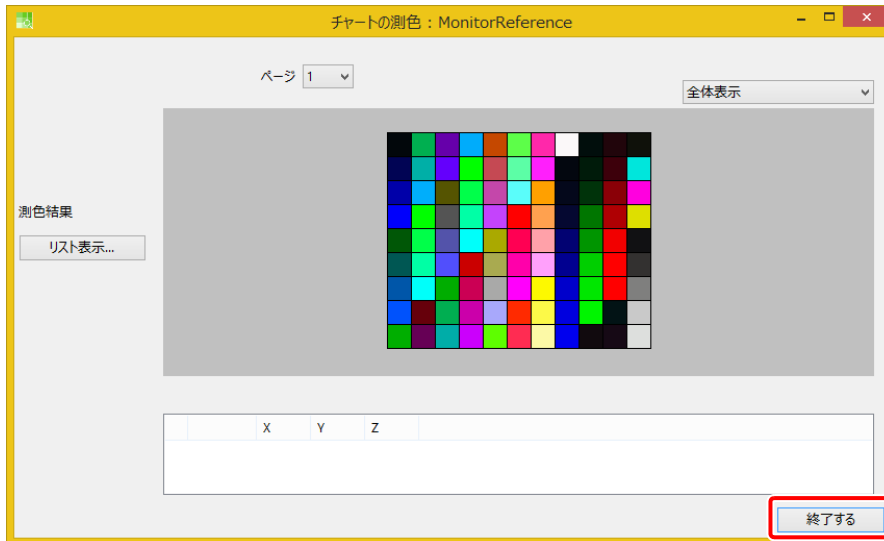 チャートの測色：MonitorReference
ページ 1
全体表示
測色結果
リスト表示...
X Y Z
終了する